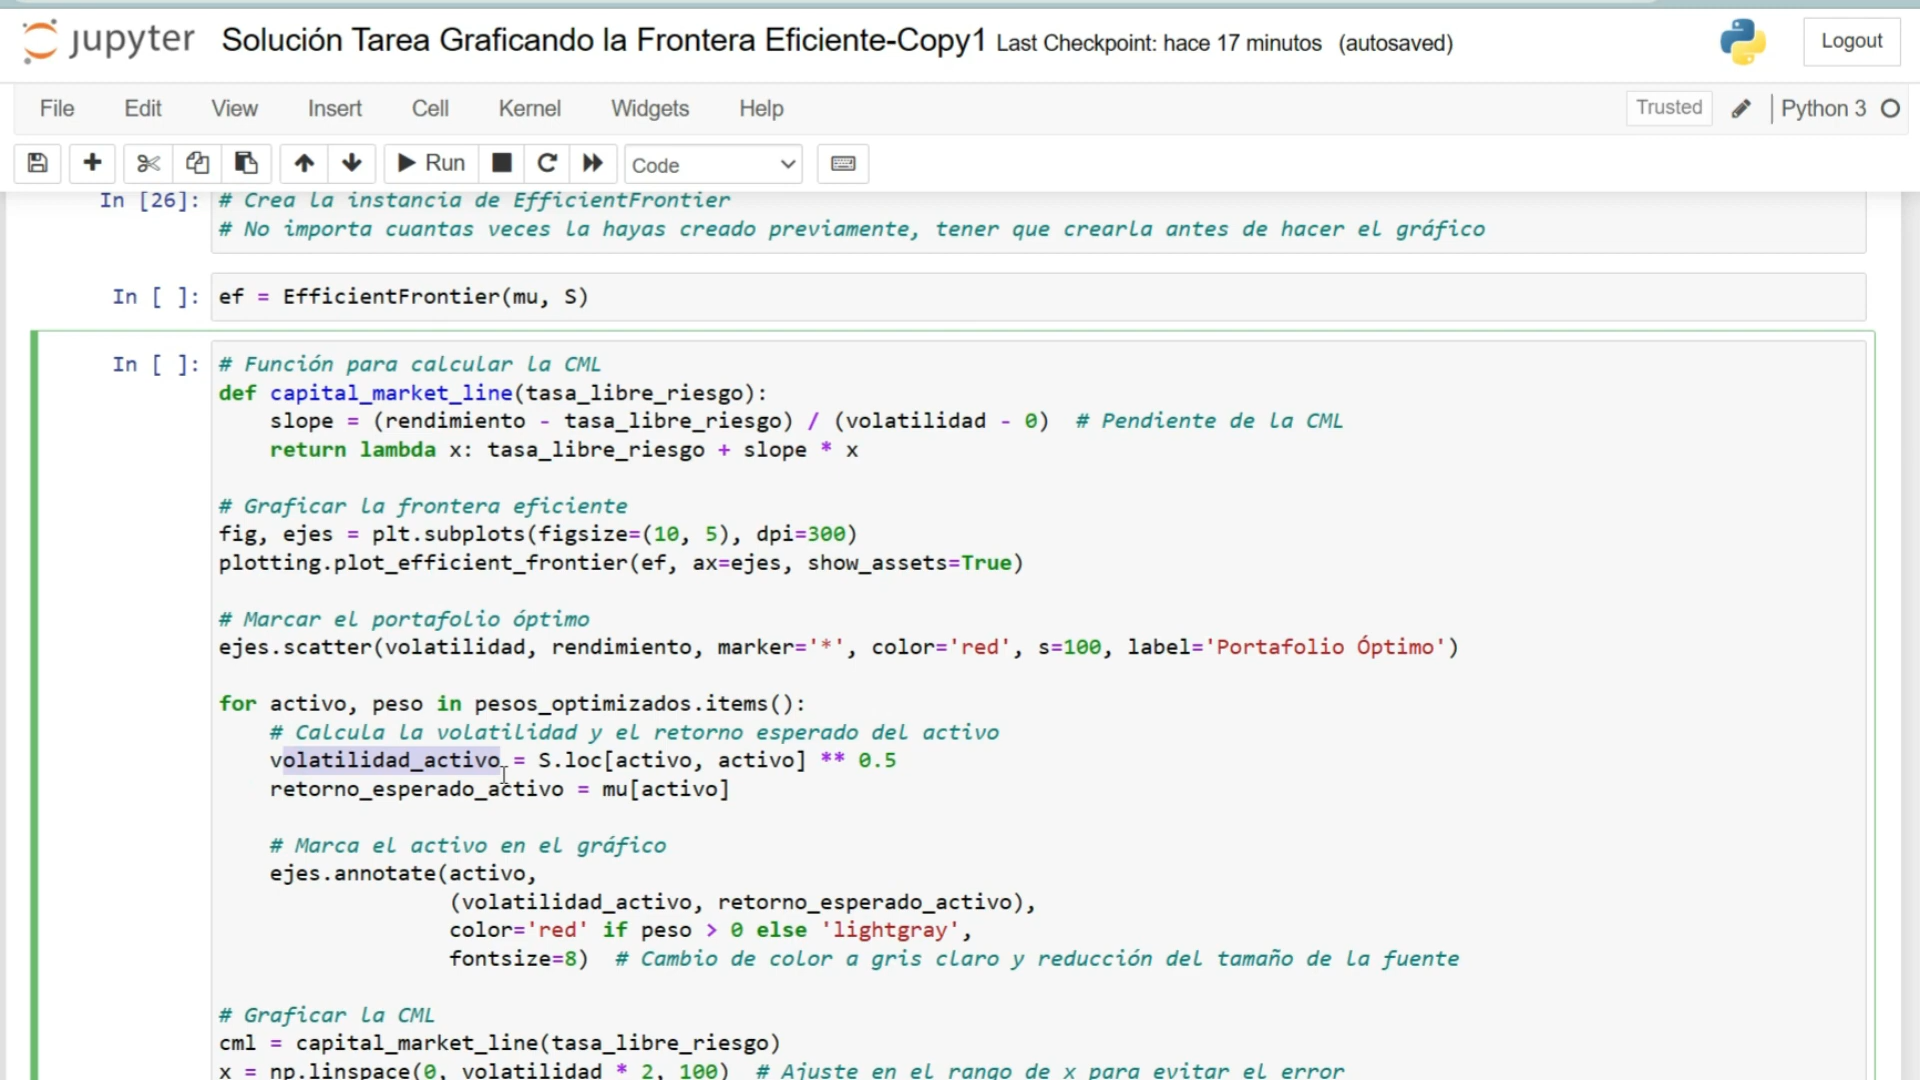 jupyter Solución Tarea Graficando la Frontera Eficiente-Copy1 Last Checkpoint: hace 17 minutos (autosaved) Logout
File Edit View Insert Cell Kernel Widgets Help Trusted Python 3
Run Code
In [26]: # Crea la instancia de EfficientFrontier
# No importa cuantas veces la hayas creado previamente, tener que crearla antes de hacer el gráfico
In [ ]: ef = EfficientFrontier(mu, S)
In [ ]: # Función para calcular la CML
def capital_market_line(tasa_libre_riesgo):
    slope = (rendimiento - tasa_libre_riesgo) / (volatilidad - 0)  # Pendiente de la CML
    return lambda x: tasa_libre_riesgo + slope * x
# Graficar la frontera eficiente
fig, ejes = plt.subplots(figsize=(10, 5), dpi=300)
plotting.plot_efficient_frontier(ef, ax=ejes, show_assets=True)
# Marcar el portafolio óptimo
ejes.scatter(volatilidad, rendimiento, marker='*', color='red', s=100, label='Portafolio Óptimo')
for activo, peso in pesos_optimizados.items():
    # Calcula la volatilidad y el retorno esperado del activo
    volatilidad_activo = S.loc[activo, activo] ** 0.5
    retorno_esperado_activo = mu[activo]
    # Marca el activo en el gráfico
    ejes.annotate(activo,
                  (volatilidad_activo, retorno_esperado_activo),
                  color='red' if peso > 0 else 'lightgray',
                  fontsize=8)  # Cambio de color a gris claro y reducción del tamaño de la fuente
# Graficar la CML
cml = capital_market_line(tasa_libre_riesgo)
x = np.linspace(0, volatilidad * 2, 100)  # Ajuste en el rango de x para evitar el error